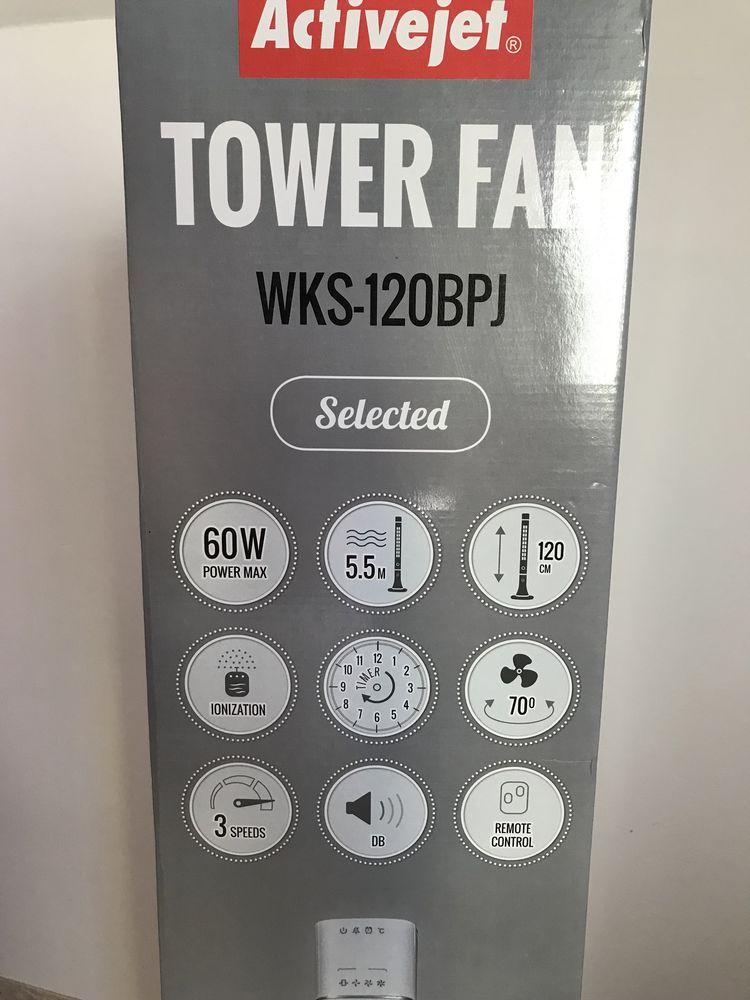 Activejet®
TOWER FAN
WKS-120BPJ
Selected
60W
POWER MAX
5.5M
120
CM
IONIZATION
12
1
2
3
4
5
6
7
8
9
10
11
TIMER
70º
3 SPEEDS
DB
REMOTE
CONTROL
°C